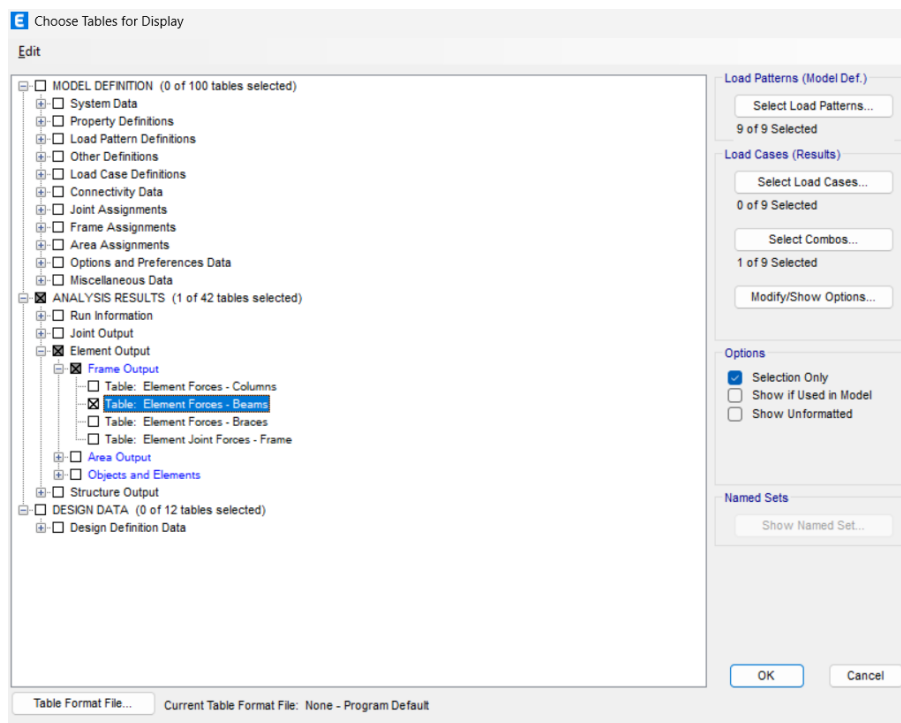 Choose Tables for Display
Edit
MODEL DEFINITION (0 of 100 tables selected)
System Data
Property Definitions
Load Pattern Definitions
Other Definitions
Load Case Definitions
Connectivity Data
Joint Assignments
Frame Assignments
Area Assignments
Options and Preferences Data
Miscellaneous Data
ANALYSIS RESULTS (1 of 42 tables selected)
Run Information
Joint Output
Element Output
Frame Output
Table: Element Forces - Columns
Table: Element Forces - Beams
Table: Element Forces - Braces
Table: Element Joint Forces - Frame
Area Output
Objects and Elements
Structure Output
DESIGN DATA (0 of 12 tables selected)
Design Definition Data
Load Patterns (Model Def.)
Select Load Patterns...
9 of 9 Selected
Load Cases (Results)
Select Load Cases...
0 of 9 Selected
Select Combos...
1 of 9 Selected
Modify/Show Options...
Options
Selection Only
Show if Used in Model
Show Unformatted
Named Sets
Show Named Set...
OK
Cancel
Table Format File...
Current Table Format File: None - Program Default